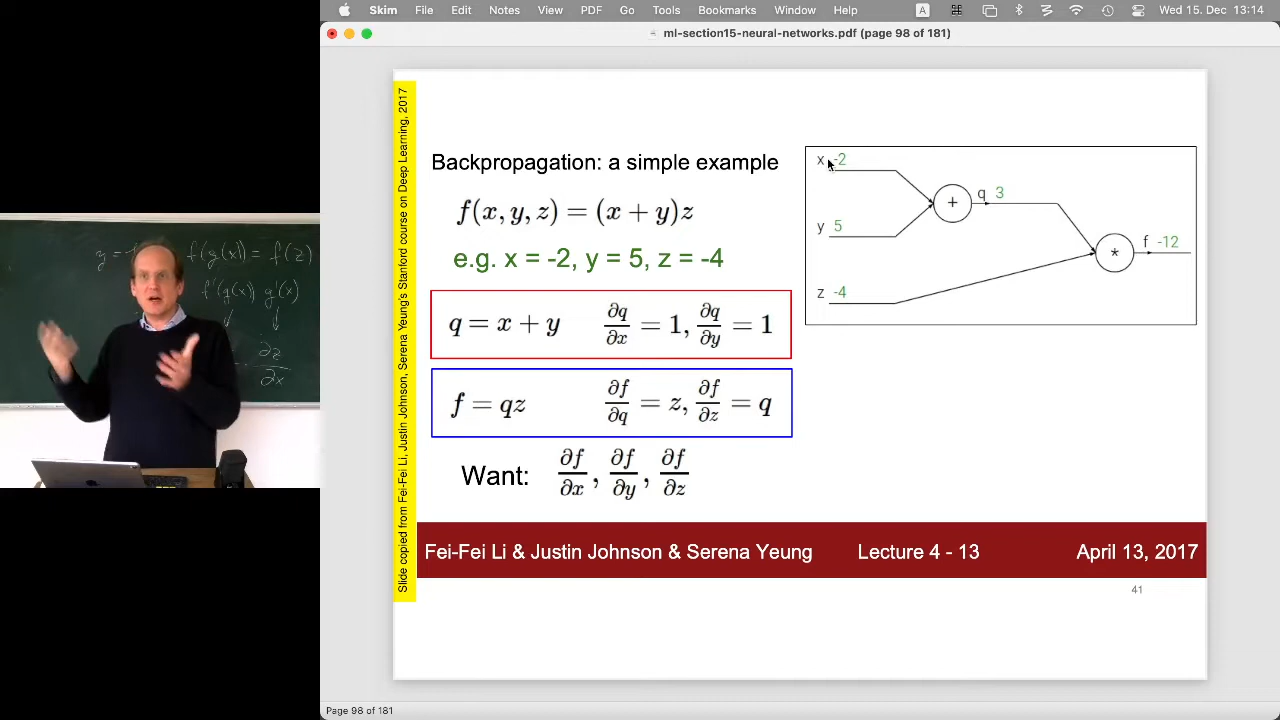 Skim File Edit Notes View PDF Go Tools Bookmarks Window Help A Wed 15. Dec 13:14
ml-section15-neural-networks.pdf (page 98 of 181)
Slide copied from Fei-Fei Li, Justin Johnson, Serena Yeung's Stanford course on Deep Learning, 2017
Backpropagation: a simple example
f(x, y, z) = (x + y)z
e.g. x = -2, y = 5, z = -4
q = x + y ∂q/∂x = 1, ∂q/∂y = 1
f = qz ∂f/∂q = z, ∂f/∂z = q
Want: ∂f/∂x, ∂f/∂y, ∂f/∂z
x -2
y 5
z -4
+
q 3
*
f -12
Fei-Fei Li & Justin Johnson & Serena Yeung Lecture 4 - 13 April 13, 2017
41
Page 98 of 181
f(g(x)) = f(z)
f'(g(x)) g'(x)
∂z/∂x